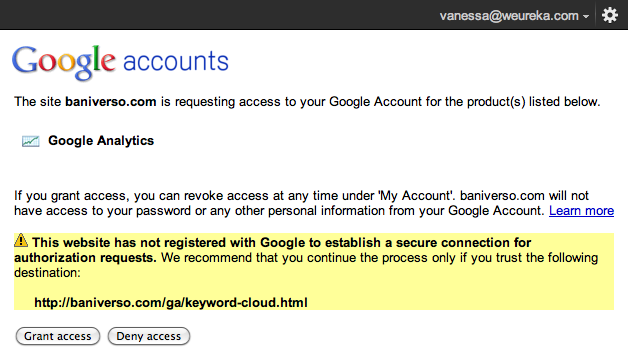 vanessa@weureka.com
Google accounts
The site baniverso.com is requesting access to your Google Account for the product(s) listed below.
Google Analytics
If you grant access, you can revoke access at any time under 'My Account'. baniverso.com will not
have access to your password or any other personal information from your Google Account. Learn more
This website has not registered with Google to establish a secure connection for
authorization requests. We recommend that you continue the process only if you trust the following
destination:
http://baniverso.com/ga/keyword-cloud.html
Grant access Deny access